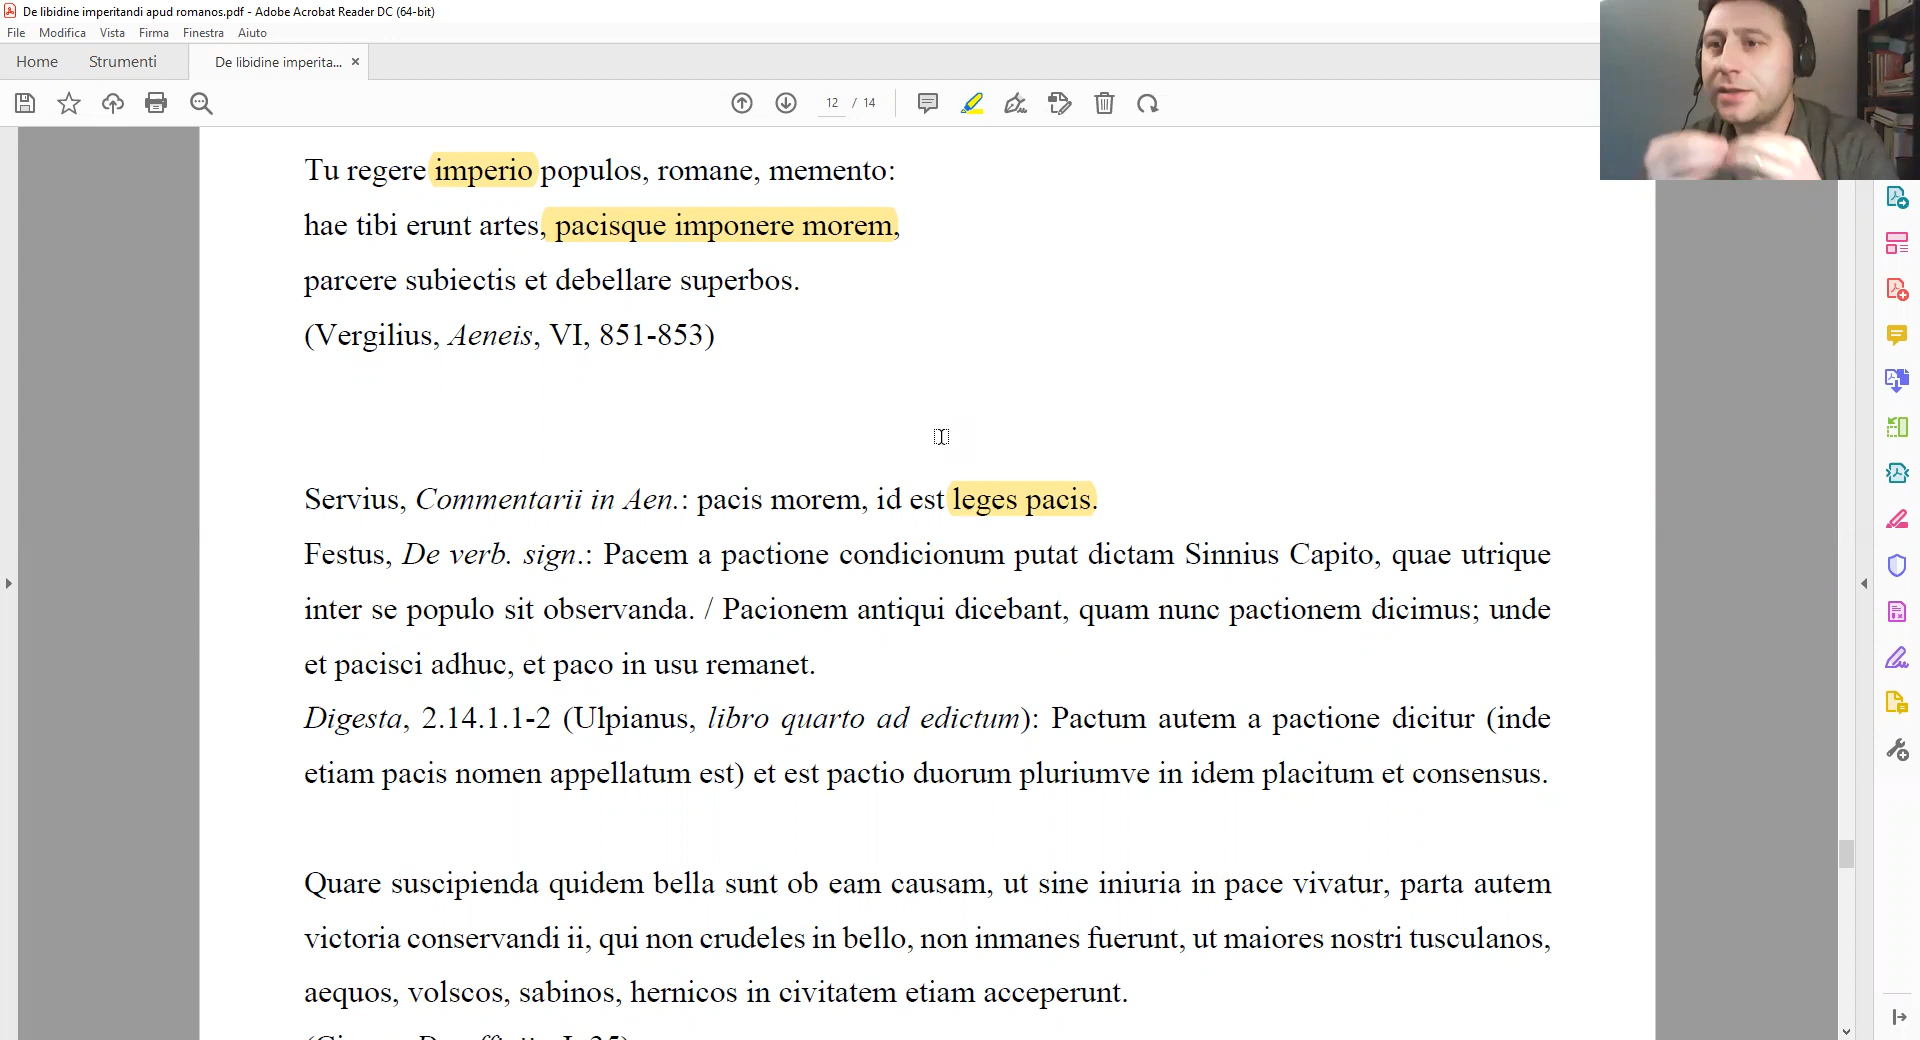 De libidine imperitandi apud romanos.pdf - Adobe Acrobat Reader DC (64-bit)
File Modifica Vista Firma Finestra Aiuto
Home Strumenti De libidine imperita... ×
12 / 14
Tu regere imperio populos, romane, memento:
hae tibi erunt artes, pacisque imponere morem,
parcere subiectis et debellare superbos.
(Vergilius, Aeneis, VI, 851-853)
Servius, Commentarii in Aen.: pacis morem, id est leges pacis.
Festus, De verb. sign.: Pacem a pactione condicionum putat dictam Sinnius Capito, quae utrique
inter se populo sit observanda. / Pacionem antiqui dicebant, quam nunc pactionem dicimus; unde
et pacisci adhuc, et paco in usu remanet.
Digesta, 2.14.1.1-2 (Ulpianus, libro quarto ad edictum): Pactum autem a pactione dicitur (inde
etiam pacis nomen appellatum est) et est pactio duorum pluriumve in idem placitum et consensus.
Quare suscipienda quidem bella sunt ob eam causam, ut sine iniuria in pace vivatur, parta autem
victoria conservandi ii, qui non crudeles in bello, non inmanes fuerunt, ut maiores nostri tusculanos,
aequos, volscos, sabinos, hernicos in civitatem etiam acceperunt.